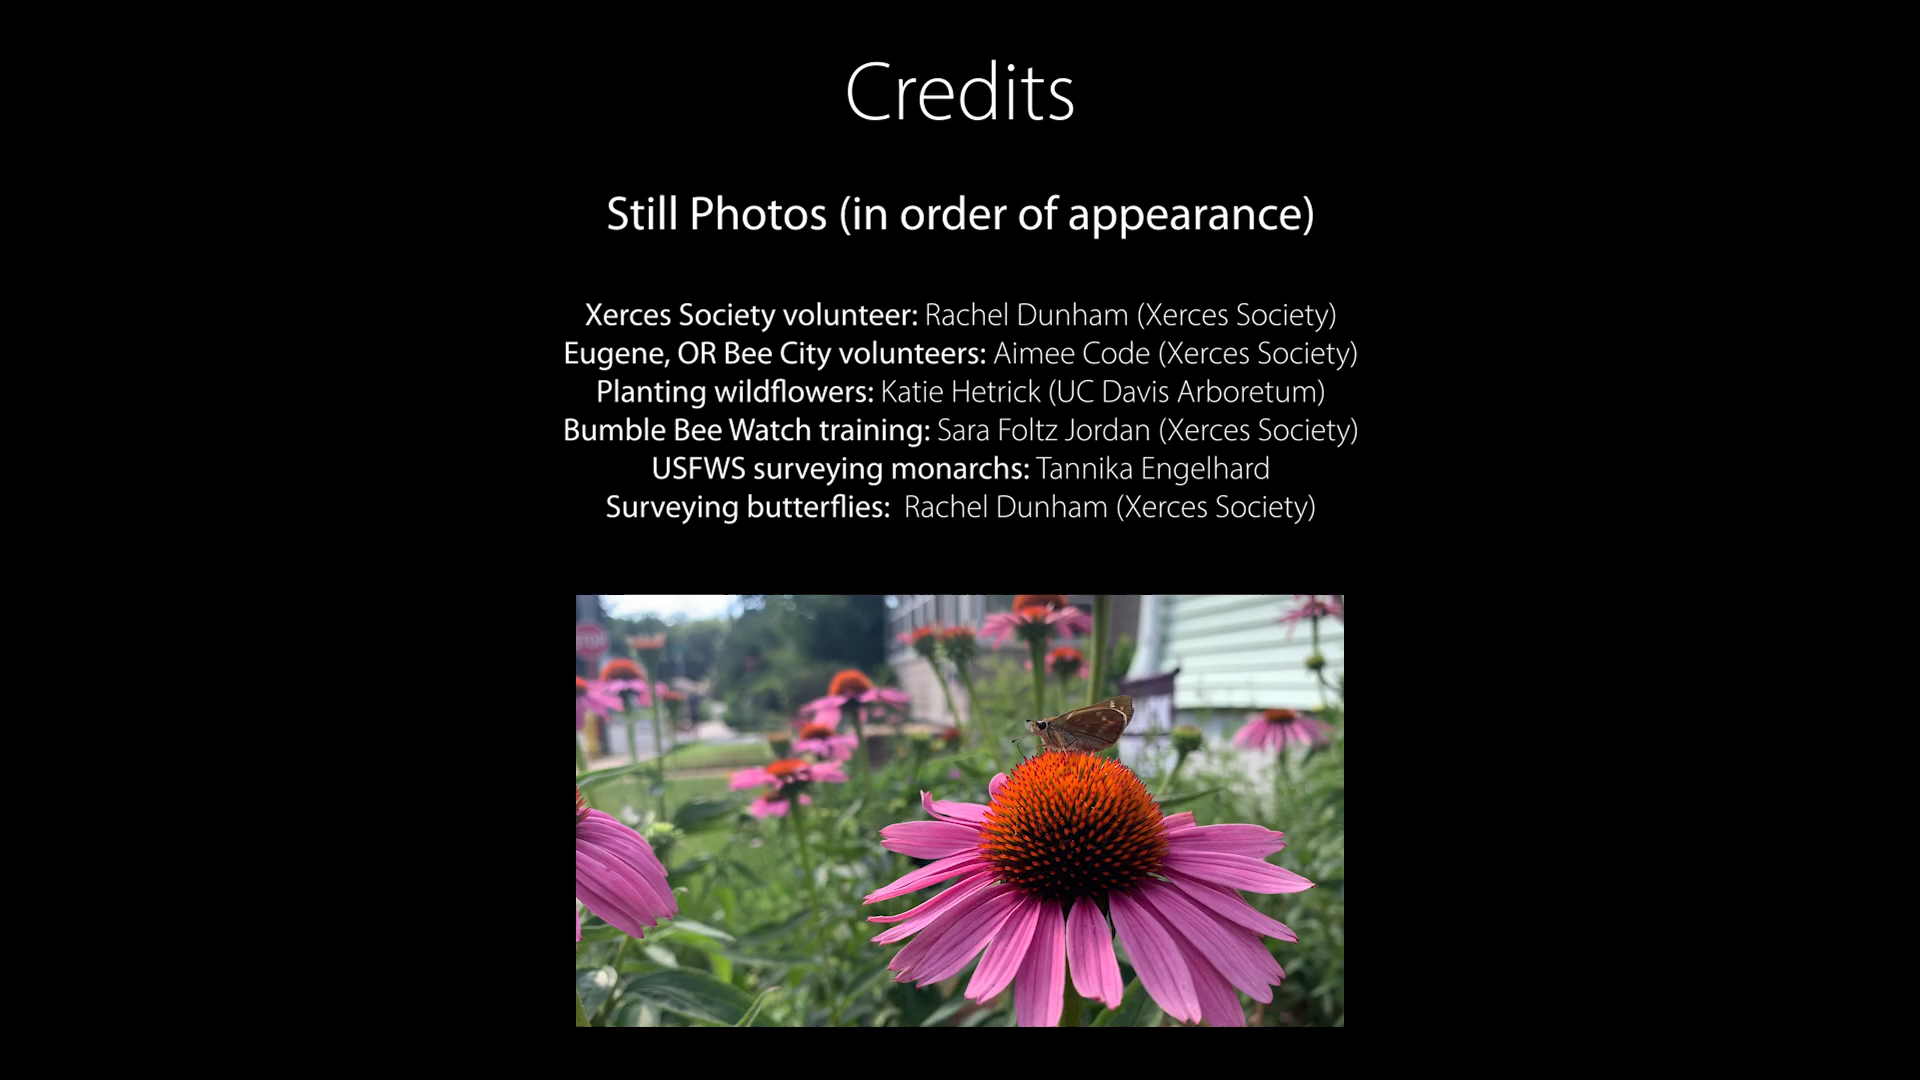 Credits
Still Photos (in order of appearance)
Xerces Society volunteer: Rachel Dunham (Xerces Society)
Eugene, OR Bee City volunteers: Aimee Code (Xerces Society)
Planting wildflowers: Katie Hetrick (UC Davis Arboretum)
Bumble Bee Watch training: Sara Foltz Jordan (Xerces Society)
USFWS surveying monarchs: Tannika Engelhard
Surveying butterflies:  Rachel Dunham (Xerces Society)